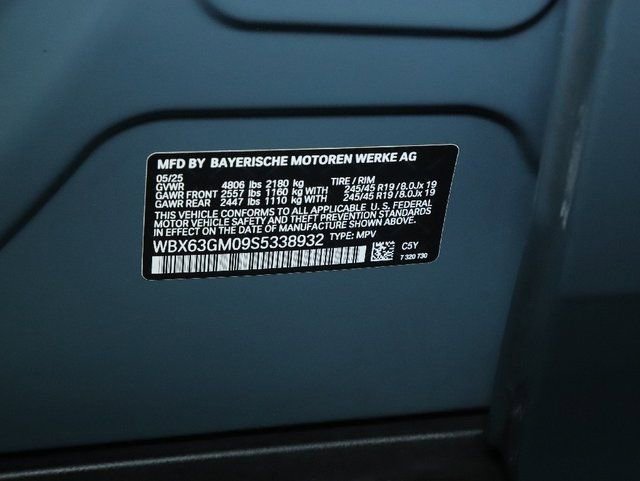 MFD BY BAYERISCHE MOTOREN WERKE AG
05/25 TIRE / RIM
GVWR 4806 lbs 2180 kg
GAWR FRONT 2557 lbs 1160 kg WITH 245/45 R19 / 8.0Jx 19
GAWR REAR 2447 lbs 1110 kg WITH 245/45 R19 / 8.0Jx 19
THIS VEHICLE CONFORMS TO ALL APPLICABLE U. S. FEDERAL
MOTOR VEHICLE SAFETY AND THEFT PREVENTION STANDARDS
IN EFFECT ON THE DATE OF MANUFACTURE SHOWN ABOVE.
WBX63GM09S5338932 TYPE: MPV
C5Y
7 320 730